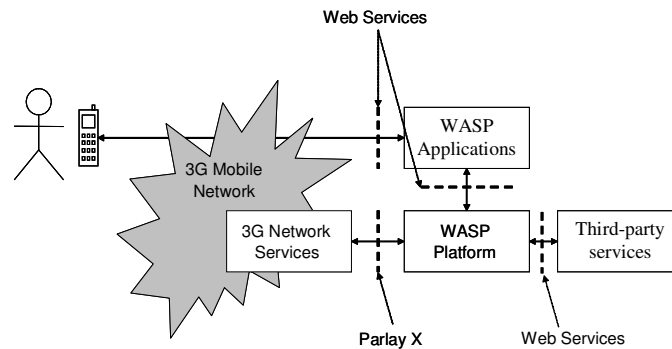 Web Services
WASP
Applications
3G Mobile
Network
3G Network
Services
WASP
Platform
Third-party
services
Parlay X
Web Services